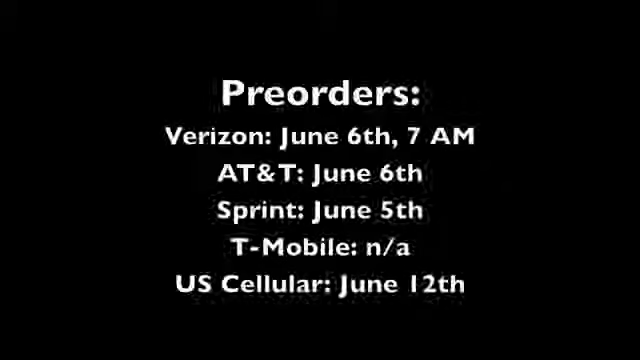 Preorders:
Verizon: June 6th, 7 AM
AT&T: June 6th
Sprint: June 5th
T-Mobile: n/a
US Cellular: June 12th